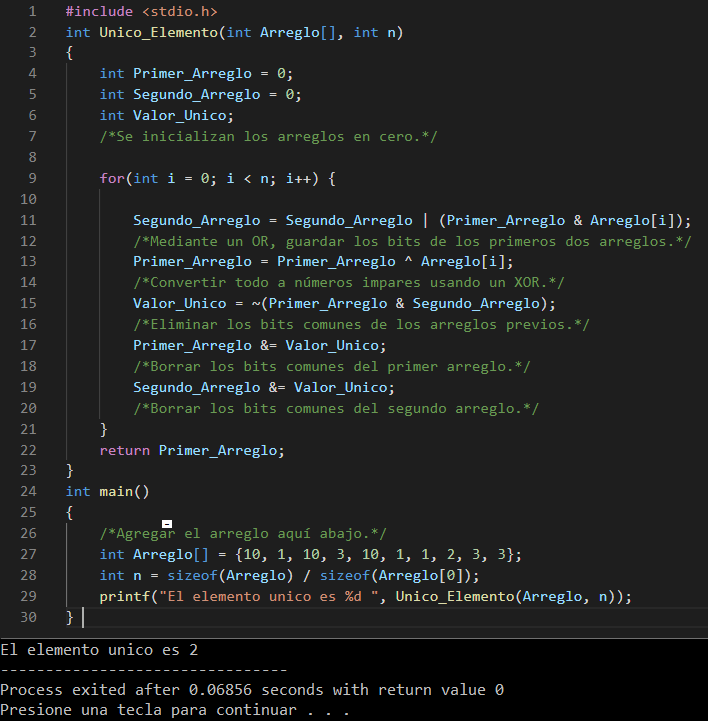 1 #include <stdio.h>
2 int Unico_Elemento(int Arreglo[], int n)
3 {
4 int Primer_Arreglo = 0;
5 int Segundo_Arreglo = 0;
6 int Valor_Unico;
7 /*Se inicializan los arreglos en cero.*/
8
9 for(int i = 0; i < n; i++) {
10
11 Segundo_Arreglo = Segundo_Arreglo | (Primer_Arreglo & Arreglo[i]);
12 /*Mediante un OR, guardar los bits de los primeros dos arreglos.*/
13 Primer_Arreglo = Primer_Arreglo ^ Arreglo[i];
14 /*Convertir todo a números impares usando un XOR.*/
15 Valor_Unico = ~(Primer_Arreglo & Segundo_Arreglo);
16 /*Eliminar los bits comunes de los arreglos previos.*/
17 Primer_Arreglo &= Valor_Unico;
18 /*Borrar los bits comunes del primer arreglo.*/
19 Segundo_Arreglo &= Valor_Unico;
20 /*Borrar los bits comunes del segundo arreglo.*/
21 }
22 return Primer_Arreglo;
23 }
24 int main()
25 {
26 /*Agregar el arreglo aquí abajo.*/
27 int Arreglo[] = {10, 1, 10, 3, 10, 1, 1, 2, 3, 3};
28 int n = sizeof(Arreglo) / sizeof(Arreglo[0]);
29 printf("El elemento unico es %d ", Unico_Elemento(Arreglo, n));
30 }
El elemento unico es 2
--------------------------------
Process exited after 0.06856 seconds with return value 0
Presione una tecla para continuar . . .